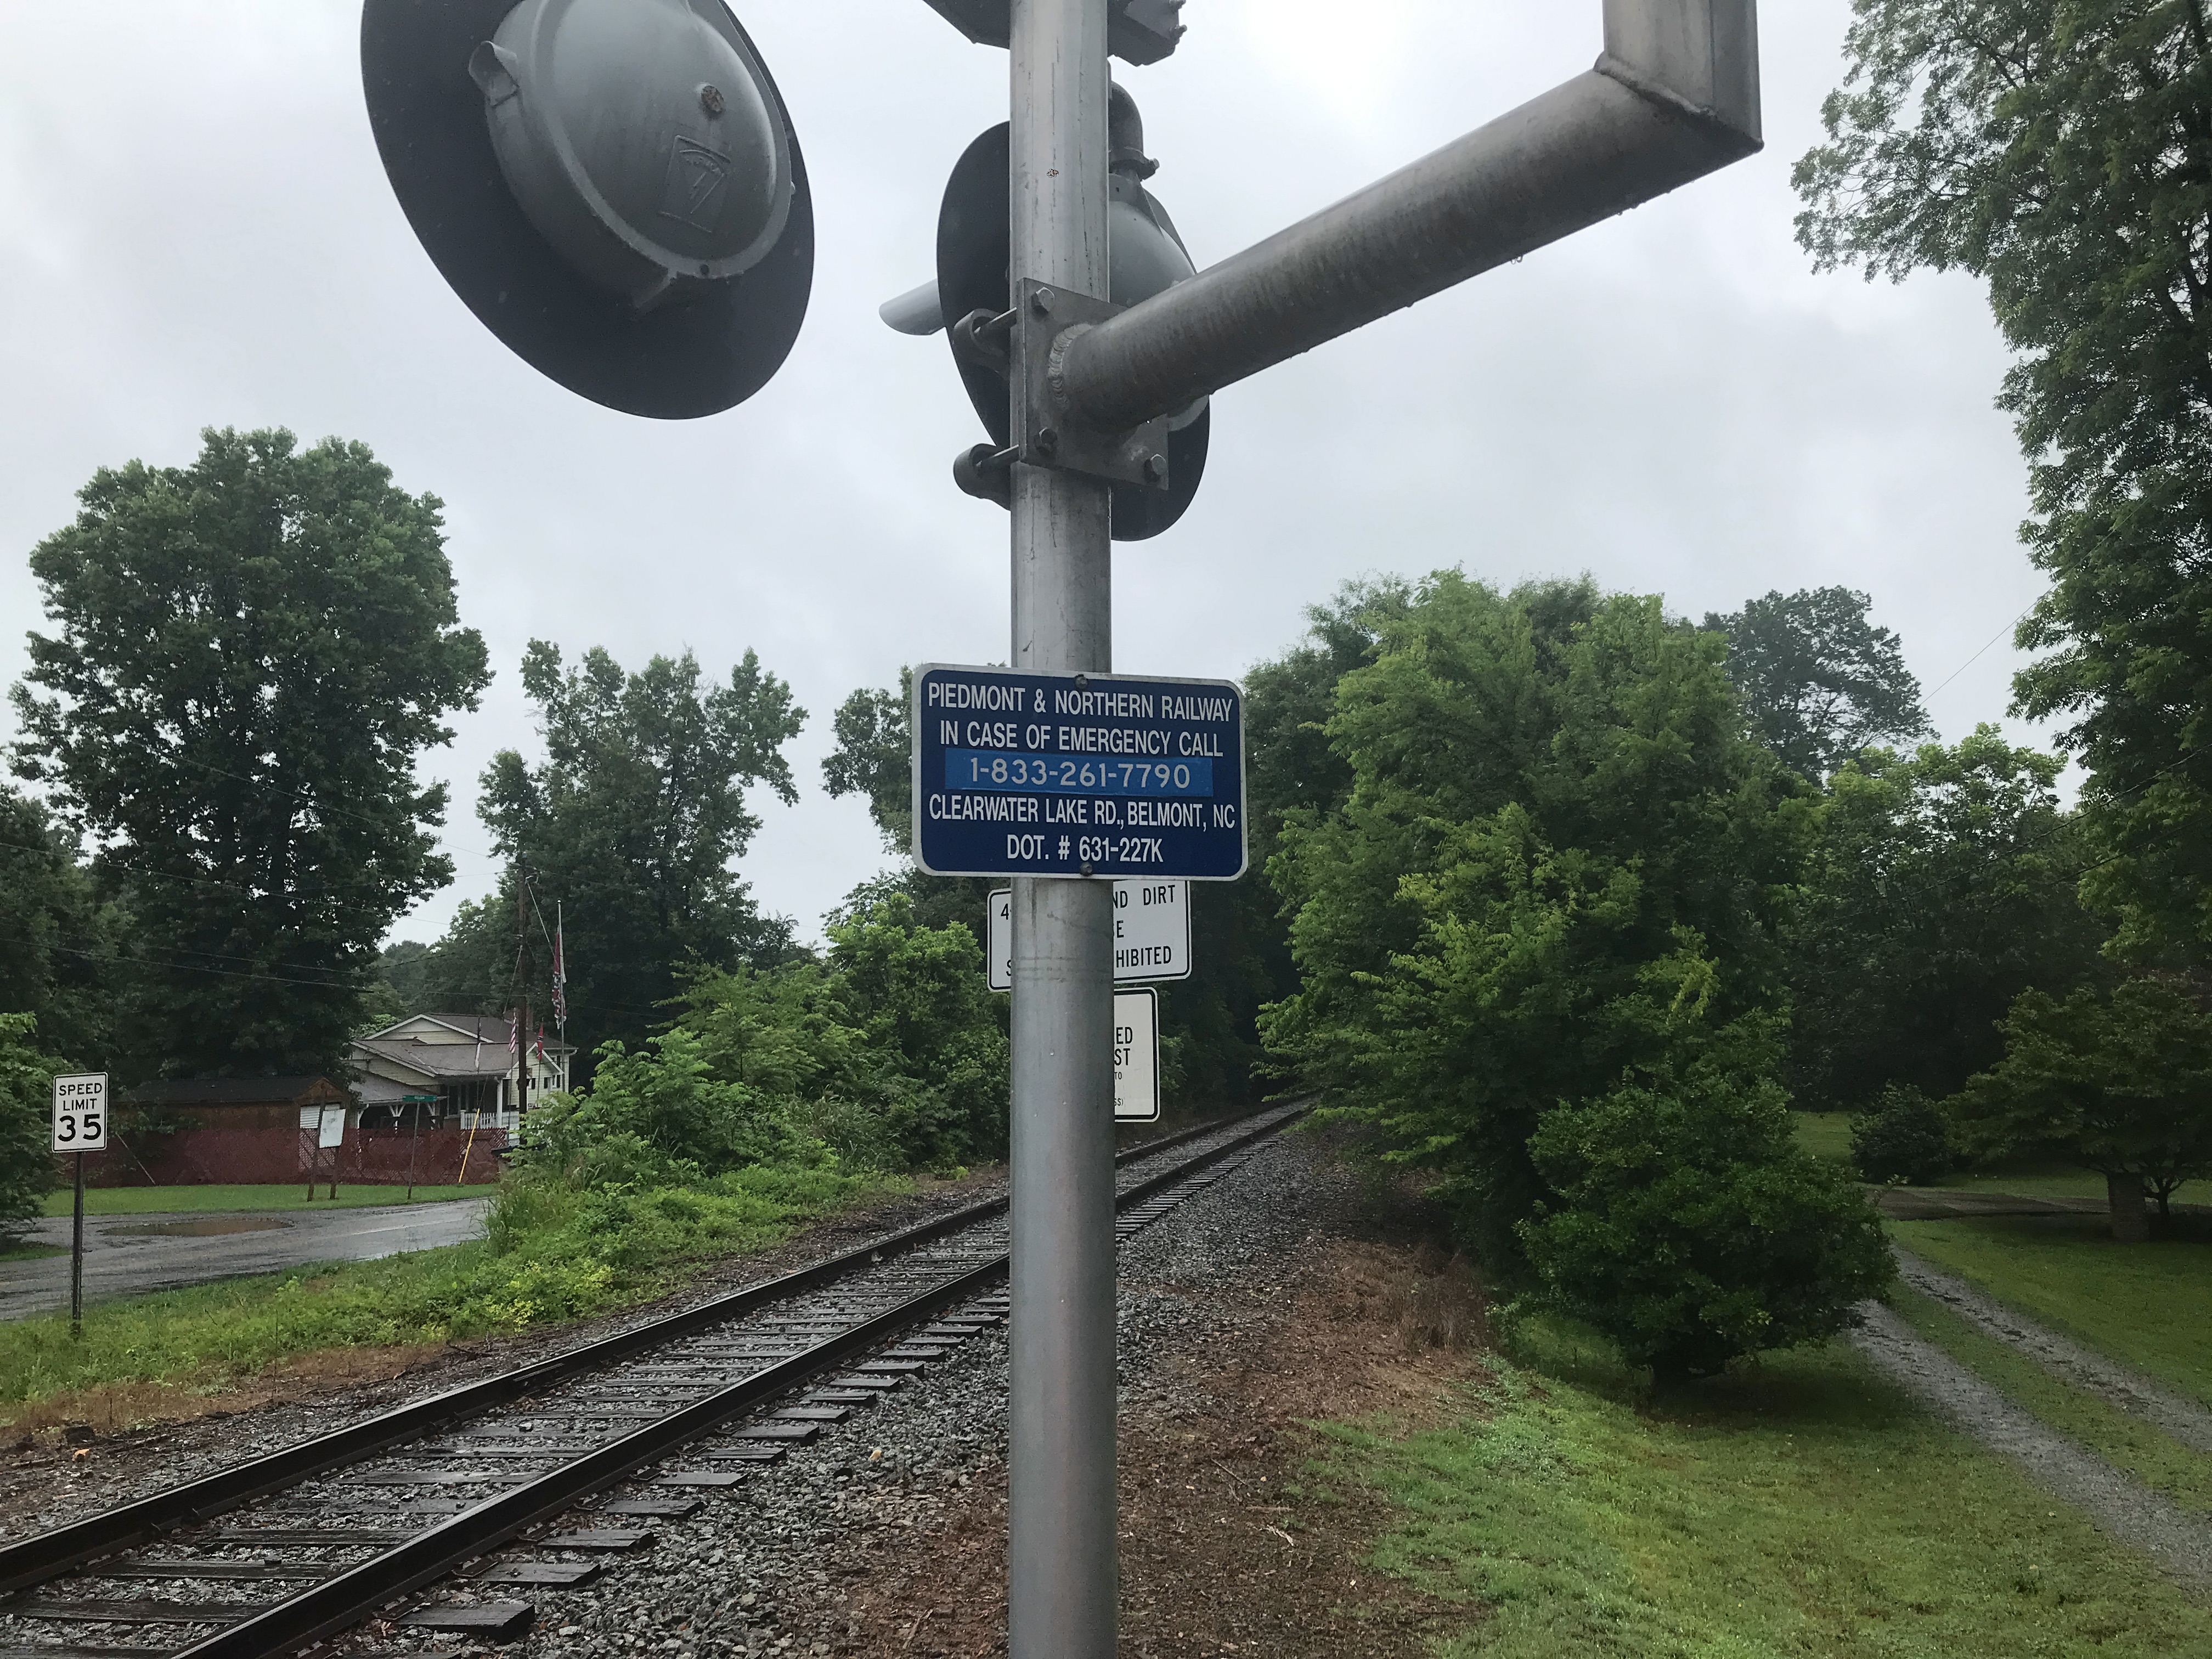 PIEDMONT & NORTHERN RAILWAY
IN CASE OF EMERGENCY CALL
1-833-261-7790
CLEARWATER LAKE RD., BELMONT, NC
DOT. # 631-227K
DIRT
SPEED
LIMIT
35